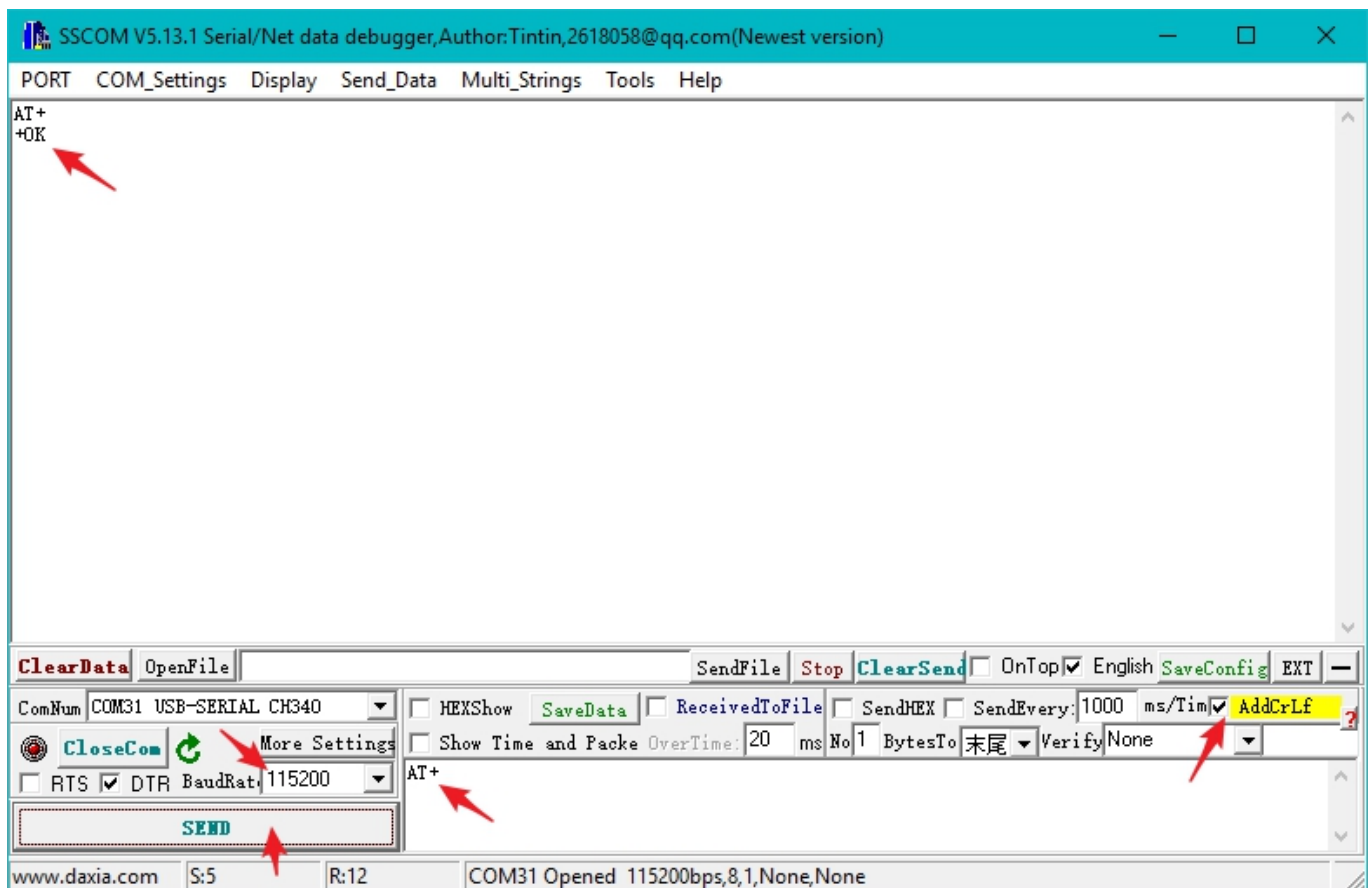 SSCOM V5.13.1 Serial/Net data debugger,Author:Tintin,2618058@qq.com(Newest version)
PORT COM_Settings Display Send_Data Multi_Strings Tools Help
AT+
+OK
ClearData OpenFile SendFile Stop ClearSend OnTop English SaveConfig EXT
ComNum COM31 USB-SERIAL CH340 HEXShow SaveData ReceivedToFile SendHEX SendEvery: 1000 ms/Tim AddCrLf
?
CloseCom More Settings Show Time and Packe OverTime: 20 ms No 1 BytesTo 末尾 Verify None
RTS DTR BaudRat 115200 AT+
SEND
www.daxia.com S:5 R:12 COM31 Opened 115200bps,8,1,None,None